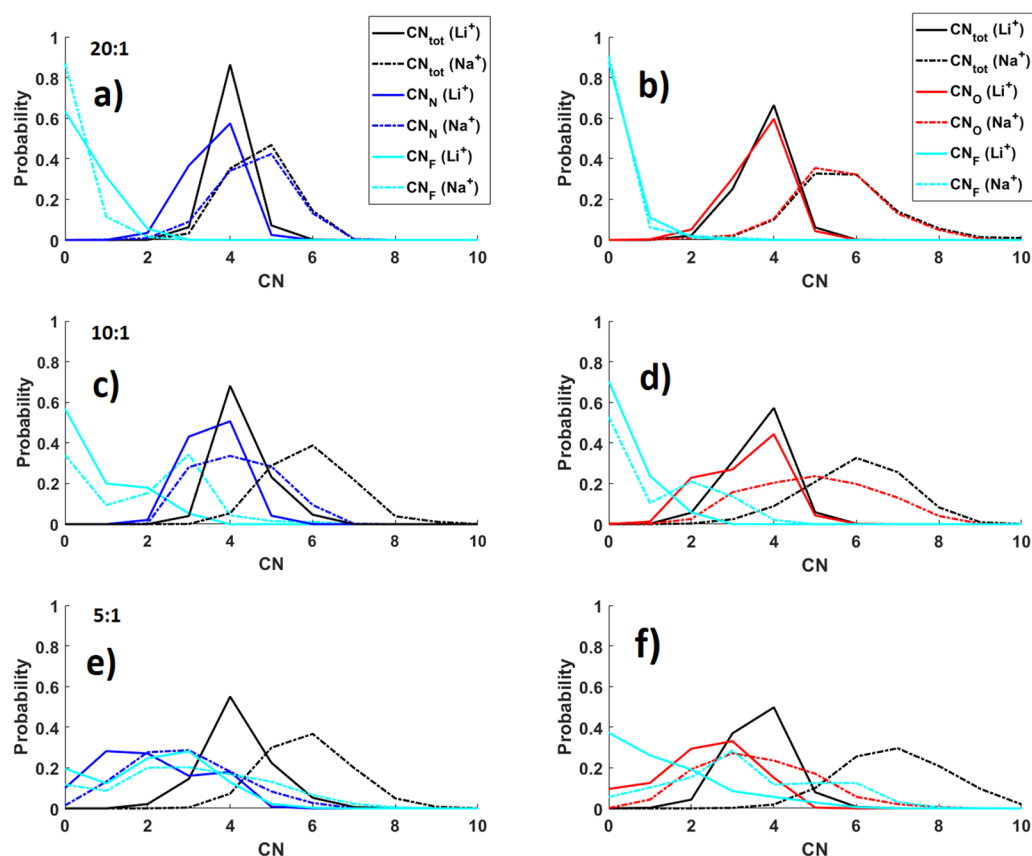 20:1
a)
CN_tot (Li⁺)
CN_tot (Na⁺)
CN_N (Li⁺)
CN_N (Na⁺)
CN_F (Li⁺)
CN_F (Na⁺)
1
0.8
0.6
0.4
0.2
0
Probability
0 2 4 6 8 10
CN
b)
CN_tot (Li⁺)
CN_tot (Na⁺)
CN_O (Li⁺)
CN_O (Na⁺)
CN_F (Li⁺)
CN_F (Na⁺)
1
0.8
0.6
0.4
0.2
0
Probability
0 2 4 6 8 10
CN
10:1
c)
1
0.8
0.6
0.4
0.2
0
Probability
0 2 4 6 8 10
CN
d)
1
0.8
0.6
0.4
0.2
0
Probability
0 2 4 6 8 10
CN
5:1
e)
1
0.8
0.6
0.4
0.2
0
Probability
0 2 4 6 8 10
CN
f)
1
0.8
0.6
0.4
0.2
0
Probability
0 2 4 6 8 10
CN